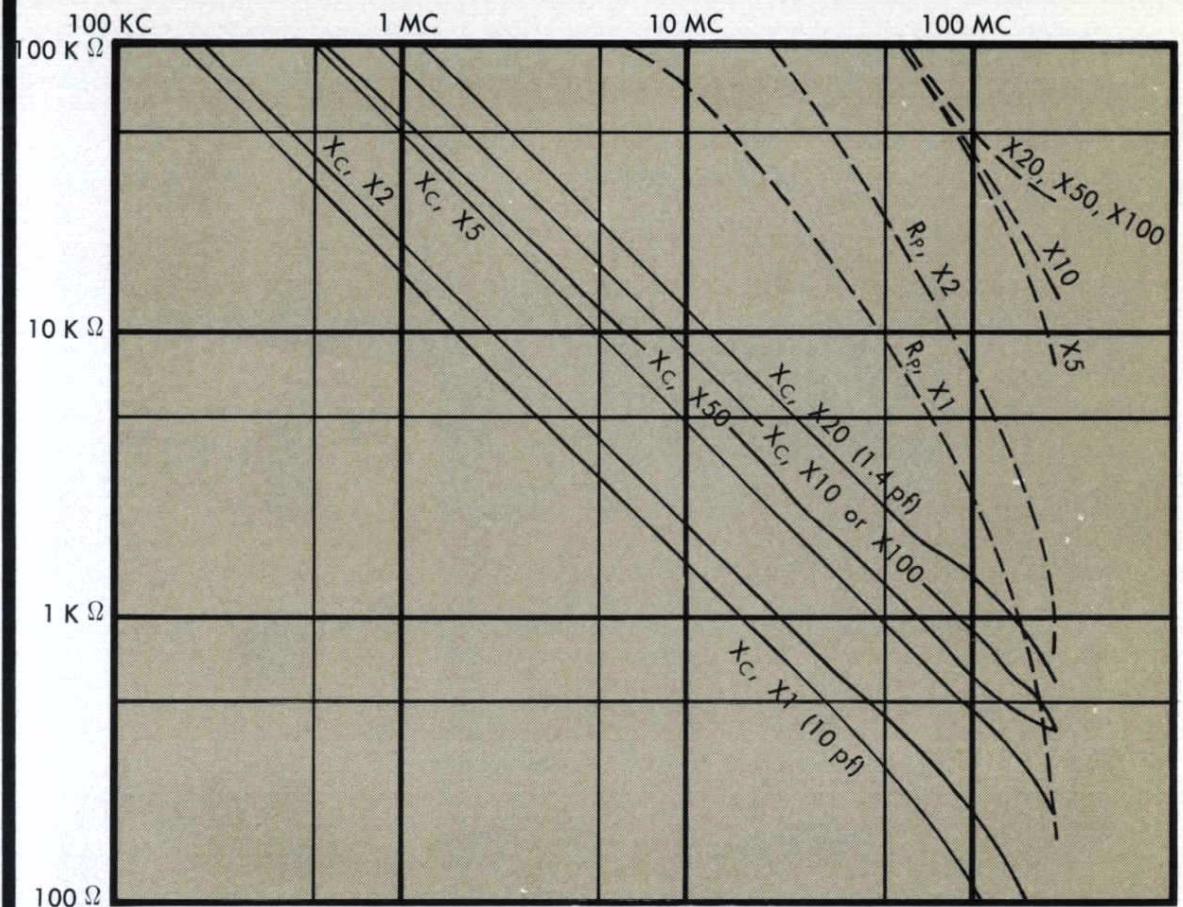 100 KC 1 MC 10 MC 100 MC
100 K Ω
10 K Ω
1 K Ω
100 Ω
X20, X50, X100
XC, X2
XC, X5
RP, X2
X10
X5
RP, X1
XC, X50
XC, X20 (1.4 pf)
XC, X10 or X100
XC, X1 (10 pf)